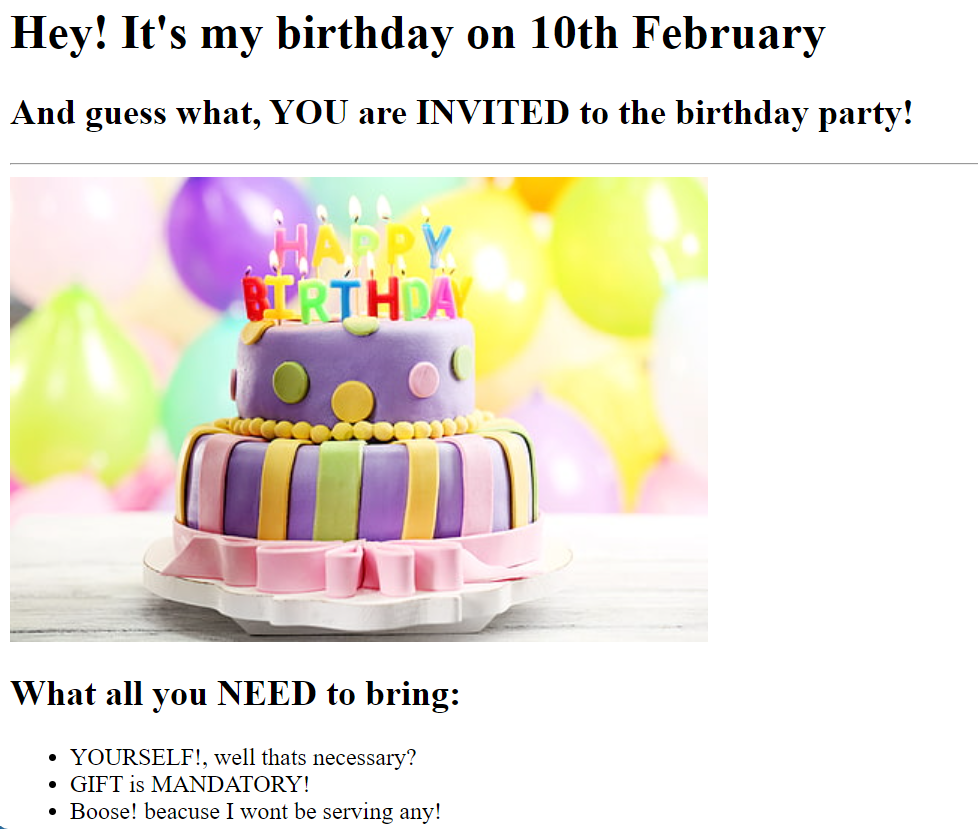 Hey! It's my birthday on 10th February
And guess what, YOU are INVITED to the birthday party!
HAPPY
BIRTHDAY
What all you NEED to bring:
YOURSELF!, well thats necessary?
GIFT is MANDATORY!
Boose! beacuse I wont be serving any!